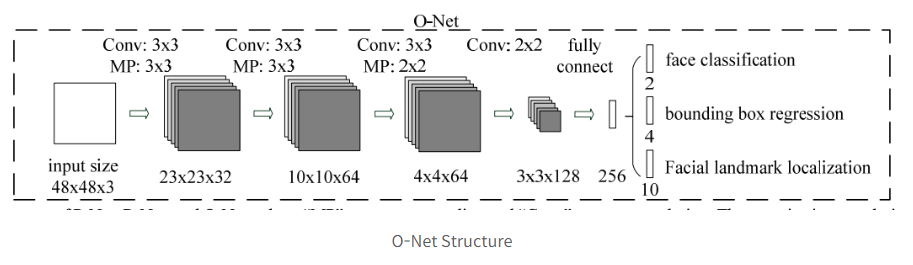 O-Net
Conv: 3x3 Conv: 3x3 Conv: 3x3 Conv: 2x2 fully
MP: 3x3 MP: 3x3 MP: 2x2 connect
face classification
2
bounding box regression
4
Facial landmark localization
10
input size
48x48x3
23x23x32 10x10x64 4x4x64 3x3x128 256
O-Net Structure